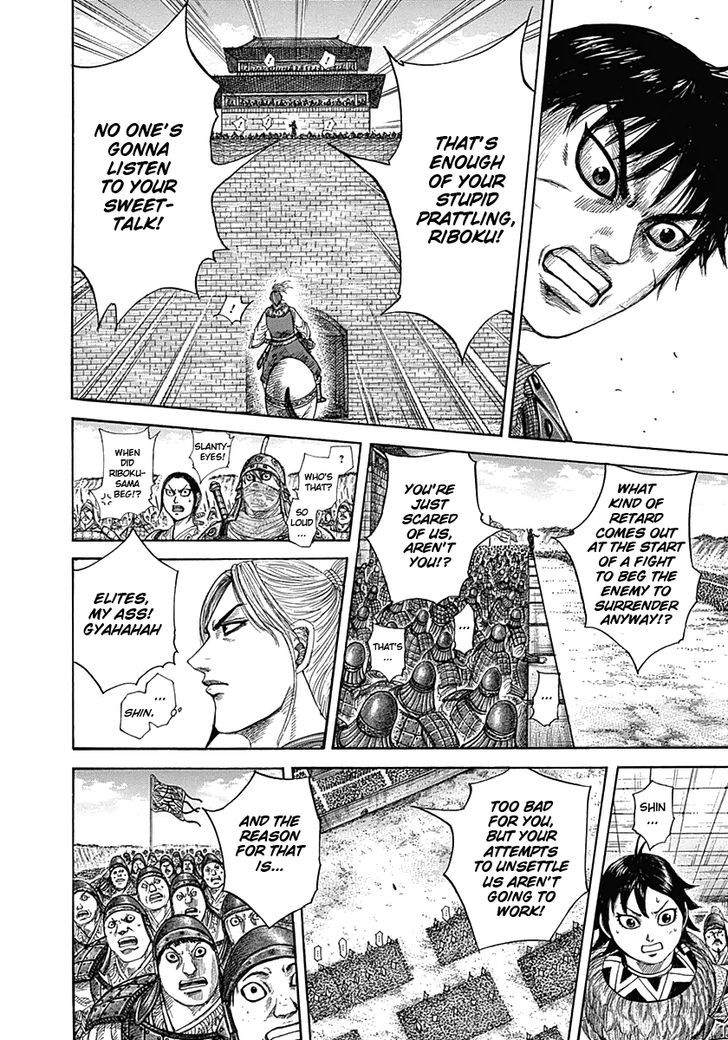 THAT'S
ENOUGH
OF YOUR
STUPID
PRATTLING,
RIBOKU!
NO ONE'S
GONNA
LISTEN
TO YOUR
SWEET-
TALK!
!
!
...
WHAT
KIND OF
RETARD
COMES OUT
AT THE START
OF A FIGHT
TO BEG THE
ENEMY TO
SURRENDER
ANYWAY!?
...
YOU'RE
JUST
SCARED
OF US,
AREN'T
YOU!?
...
THAT'S...
?
WHO'S
THAT?
SO
LOUD
...
SLANTY-
EYES!
WHEN
DID
RIBOKU-
SAMA
BEG!?
ELITES,
MY ASS!
GYAHAHAH
...
SHIN.
SHIN
...
TOO BAD
FOR YOU,
BUT YOUR
ATTEMPTS
TO UNSETTLE
US AREN'T
GOING TO
WORK!
AND THE
REASON
FOR THAT
IS...